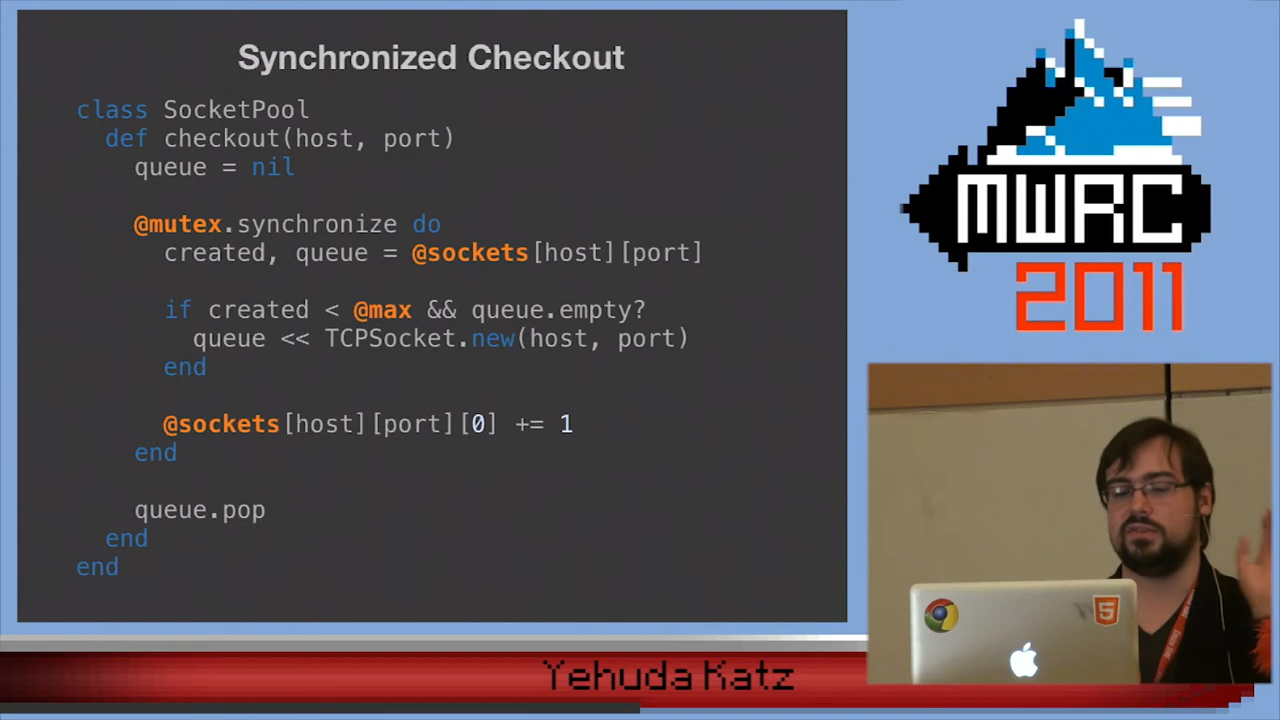 Synchronized Checkout
class SocketPool
def checkout(host, port)
queue = nil
@mutex.synchronize do
created, queue = @sockets[host][port]
if created < @max && queue.empty?
queue << TCPSocket.new(host, port)
end
@sockets[host][port][0] += 1
end
queue.pop
end
end
MWRC
2011
5
Yehuda Katz